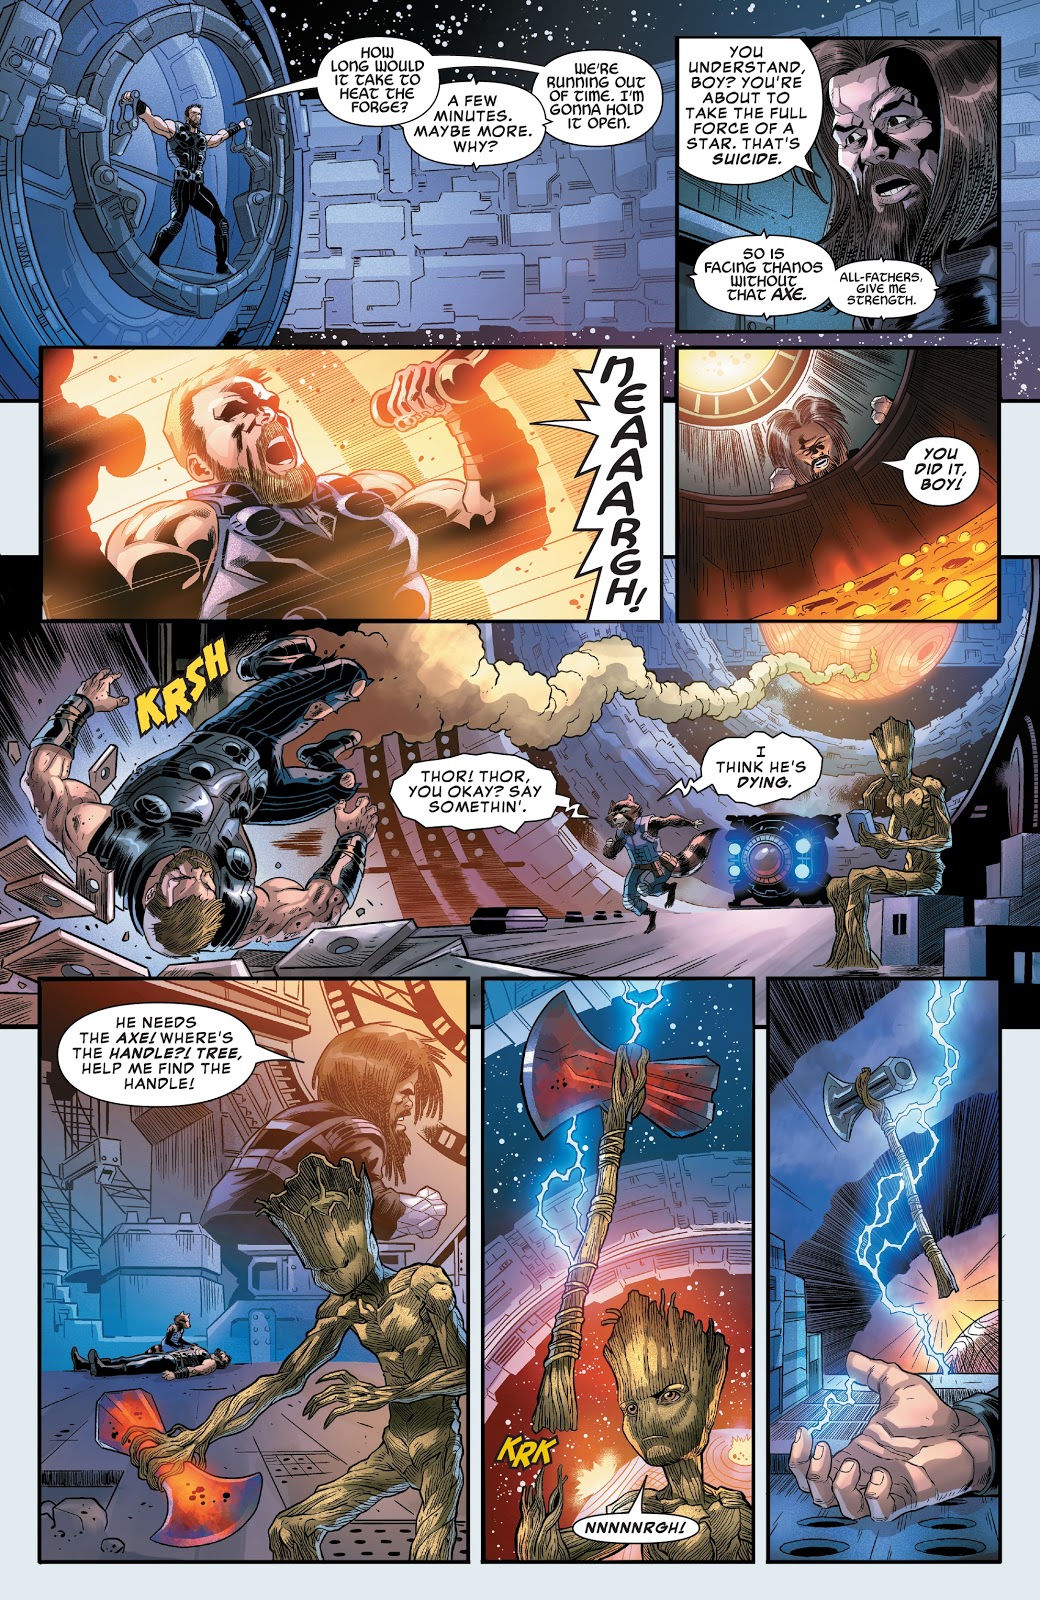 HOW
LONG WOULD
IT TAKE TO
HEAT THE
FORGE?
A FEW
MINUTES.
MAYBE MORE.
WHY?
WE'RE
RUNNING OUT
OF TIME. I'M
GONNA HOLD
IT OPEN.
YOU
UNDERSTAND,
BOY? YOU'RE
ABOUT TO
TAKE THE FULL
FORCE OF A
STAR. THAT'S
SUICIDE.
SO IS
FACING THANOS
WITHOUT
THAT AXE.
ALL-FATHERS,
GIVE ME
STRENGTH.
NEAAARGH!
YOU
DID IT,
BOY!
KRSH
THOR! THOR,
YOU OKAY? SAY
SOMETHIN'.
I
THINK HE'S
DYING.
HE NEEDS
THE AXE! WHERE'S
THE HANDLE?! TREE,
HELP ME FIND THE
HANDLE!
KRK
NNNNNRGH!